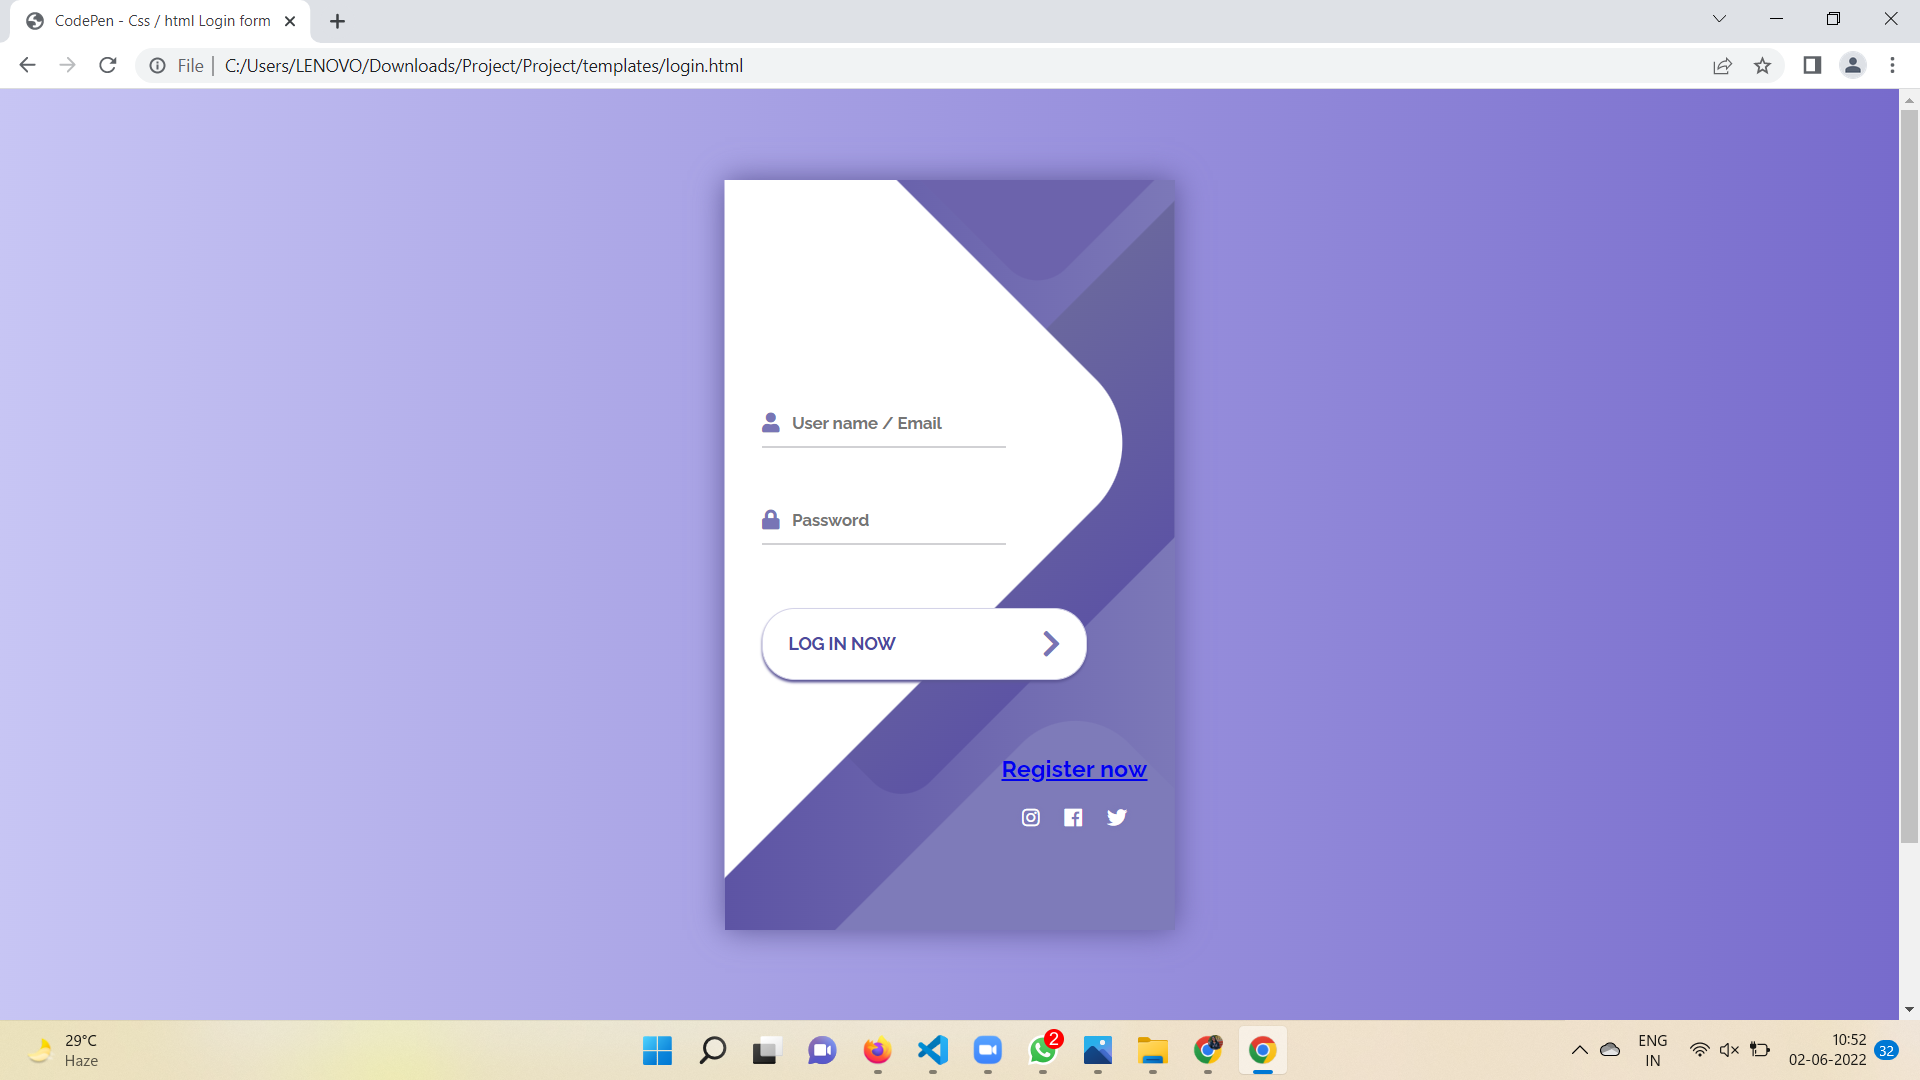 CodePen - Css / html Login form
File
C:/Users/LENOVO/Downloads/Project/Project/templates/login.html
User name / Email
Password
LOG IN NOW
Register now
29°C
Haze
2
ENG
IN
10:52
02-06-2022
32